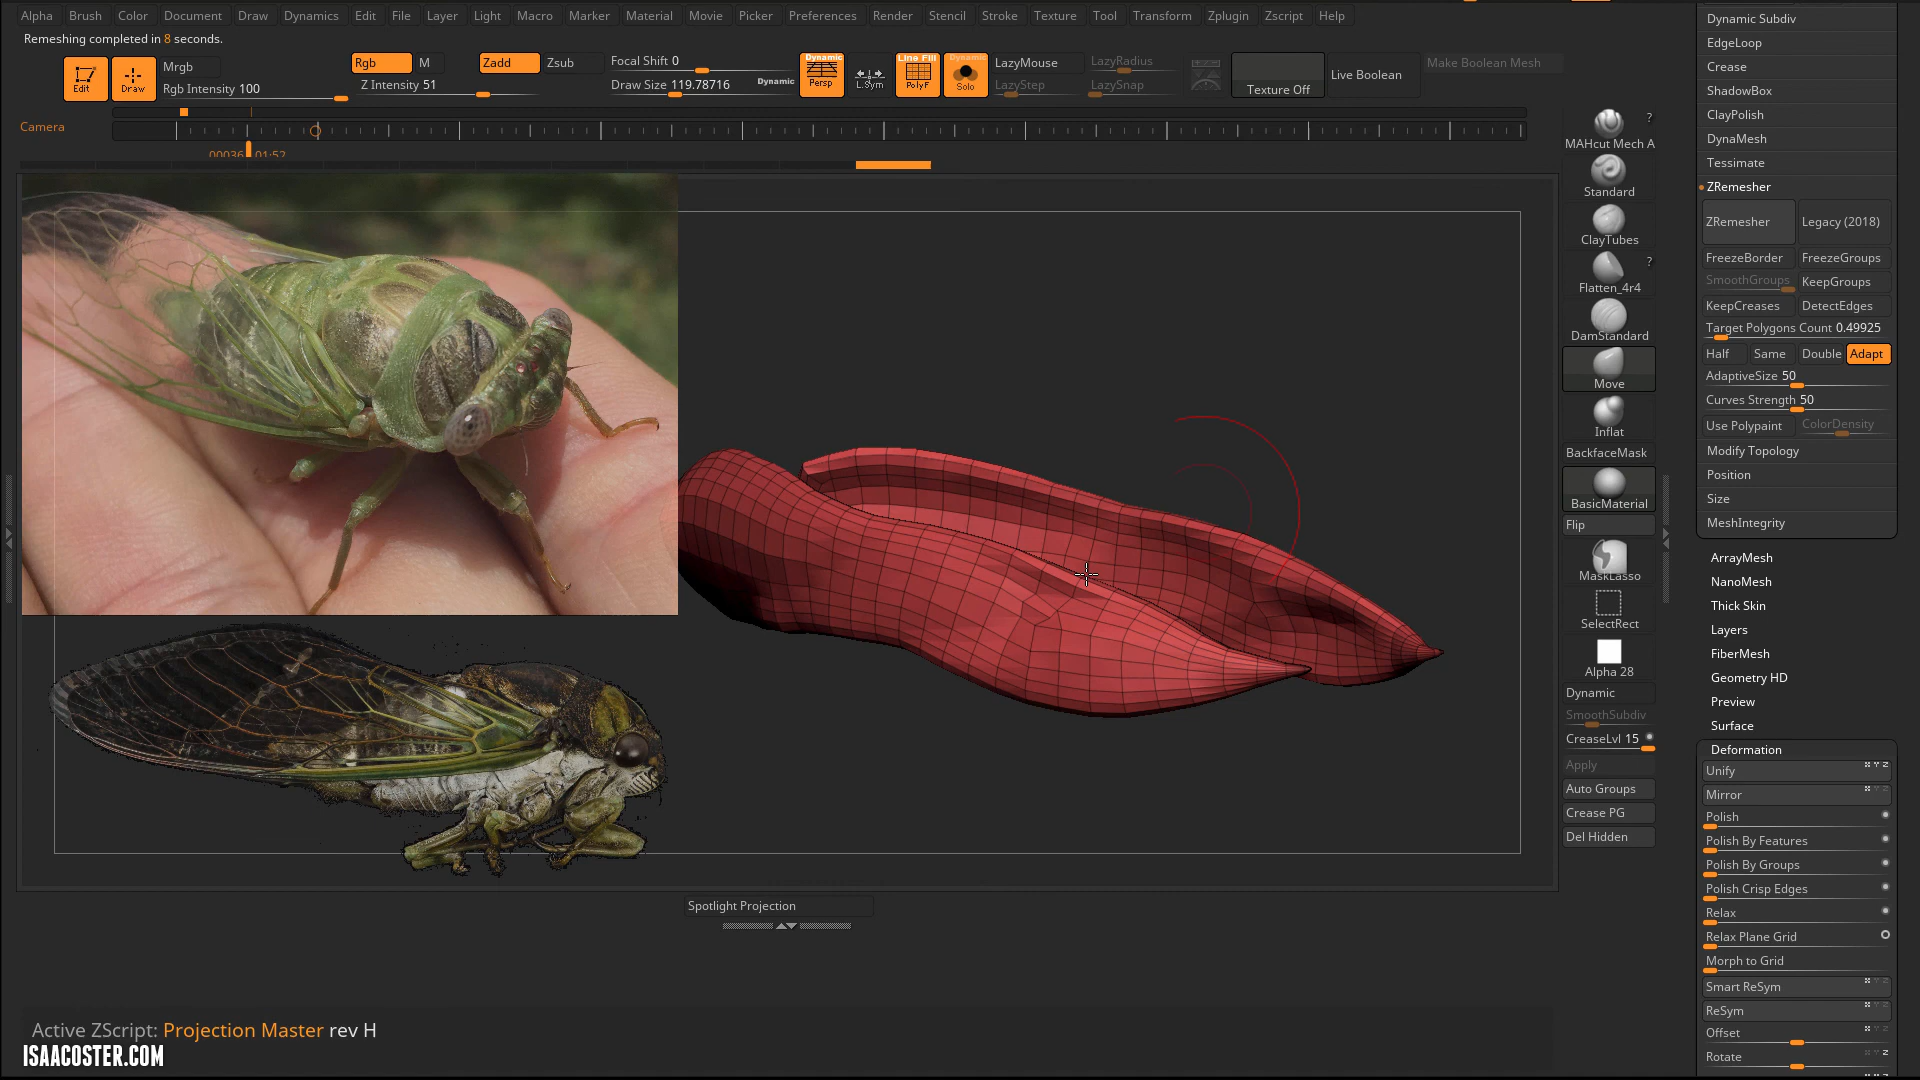 Alpha Brush Color Document Draw Dynamics Edit File Layer Light Macro Marker Material Movie Picker Preferences Render Stencil Stroke Texture Tool Transform Zplugin Zscript Help
Remeshing completed in 8 seconds.
Edit
Draw
Mrgb
Rgb Intensity 100
Rgb
M
Z Intensity 51
Zadd
Zsub
Focal Shift 0
Draw Size 119.78716
Dynamic
Dynamic
Persp
L.Sym
Line Fill
PolyF
Dynamic
Solo
LazyMouse
LazyStep
LazyRadius
LazySnap
Texture Off
Live Boolean
Make Boolean Mesh
Camera
00036 01:52
MAHcut Mech A
?
Standard
ClayTubes
Flatten_4r4
?
DamStandard
Move
Inflat
BackfaceMask
BasicMaterial
Flip
MaskLasso
SelectRect
Alpha 28
Dynamic
SmoothSubdiv
CreaseLvl 15
Apply
Auto Groups
Crease PG
Del Hidden
Dynamic Subdiv
EdgeLoop
Crease
ShadowBox
ClayPolish
DynaMesh
Tessimate
ZRemesher
ZRemesher
Legacy (2018)
FreezeBorder
FreezeGroups
SmoothGroups
KeepGroups
KeepCreases
DetectEdges
Target Polygons Count 0.49925
Half
Same
Double
Adapt
AdaptiveSize 50
Curves Strength 50
Use Polypaint
ColorDensity
Modify Topology
Position
Size
MeshIntegrity
ArrayMesh
NanoMesh
Thick Skin
Layers
FiberMesh
Geometry HD
Preview
Surface
Deformation
Unify
Mirror
Polish
Polish By Features
Polish By Groups
Polish Crisp Edges
Relax
Relax Plane Grid
Morph to Grid
Smart ReSym
ReSym
Offset
Rotate
Spotlight Projection
Active ZScript: Projection Master rev H
ISAACOSTER.COM